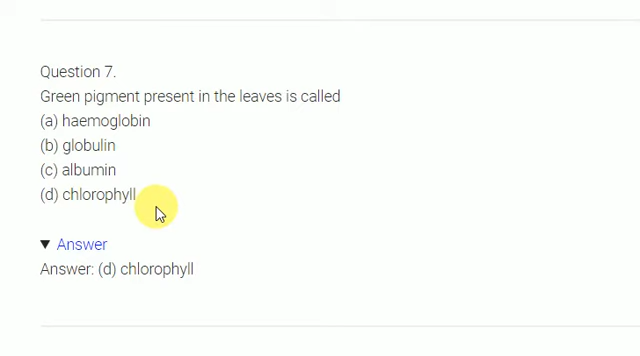 Question 7.
Green pigment present in the leaves is called
(a) haemoglobin
(b) globulin
(c) albumin
(d) chlorophyll
▼ Answer
Answer: (d) chlorophyll